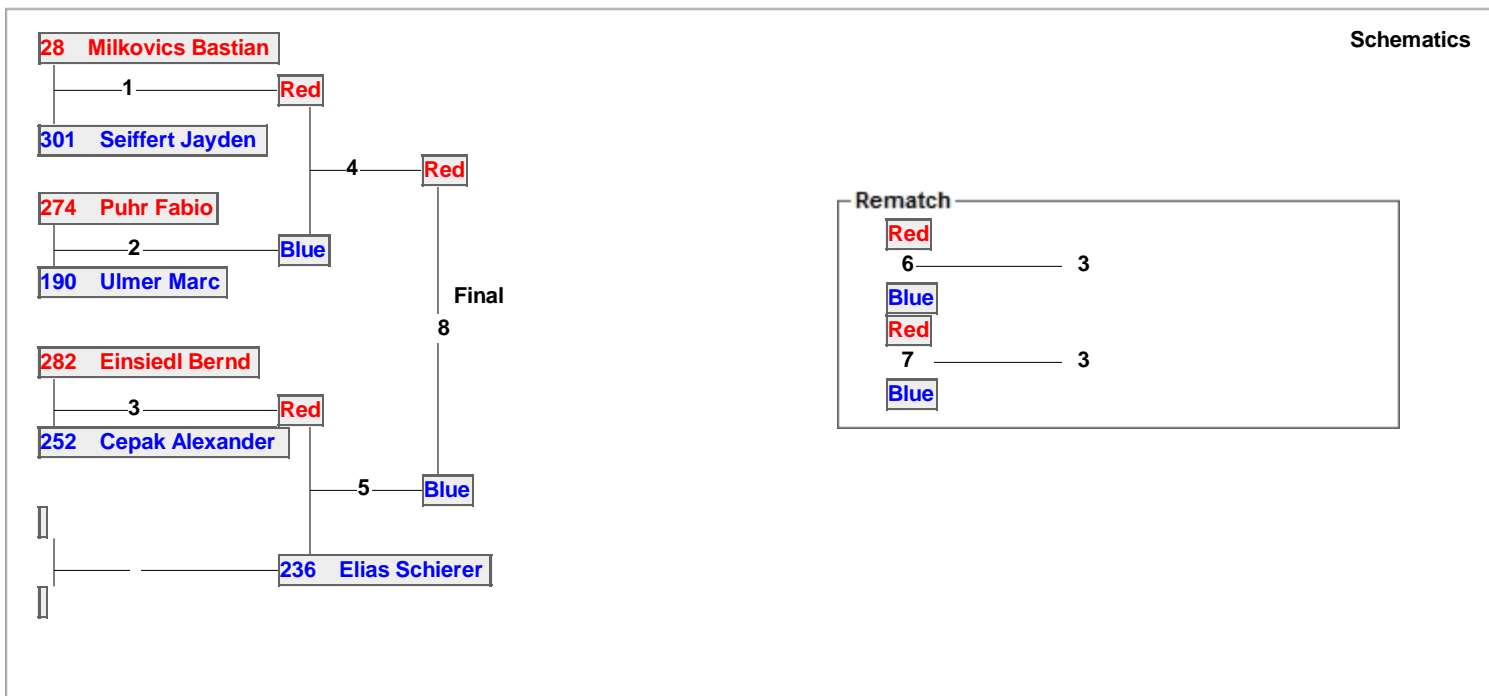 Schematics
28 Milkovics Bastian
1
Red
301 Seiffert Jayden
4
Red
274 Puhr Fabio
2
Blue
190 Ulmer Marc
Final
8
282 Einsiedl Bernd
3
Red
252 Cepak Alexander
5
Blue
236 Elias Schierer
Rematch
Red
6 3
Blue
Red
7 3
Blue